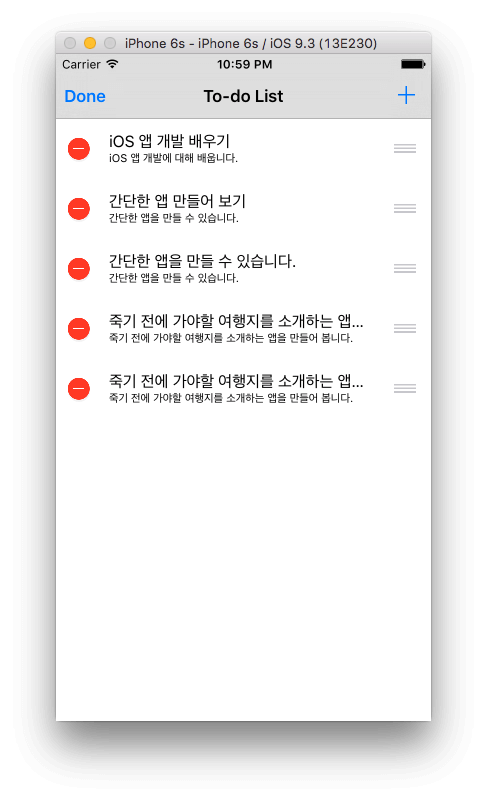 iPhone 6s - iPhone 6s / iOS 9.3 (13E230)
Carrier 10:59 PM
Done To-do List
iOS 앱 개발 배우기
iOS 앱 개발에 대해 배웁니다.
간단한 앱 만들어 보기
간단한 앱을 만들 수 있습니다.
간단한 앱을 만들 수 있습니다.
간단한 앱을 만들 수 있습니다.
죽기 전에 가야할 여행지를 소개하는 앱...
죽기 전에 가야할 여행지를 소개하는 앱을 만들어 봅니다.
죽기 전에 가야할 여행지를 소개하는 앱...
죽기 전에 가야할 여행지를 소개하는 앱을 만들어 봅니다.